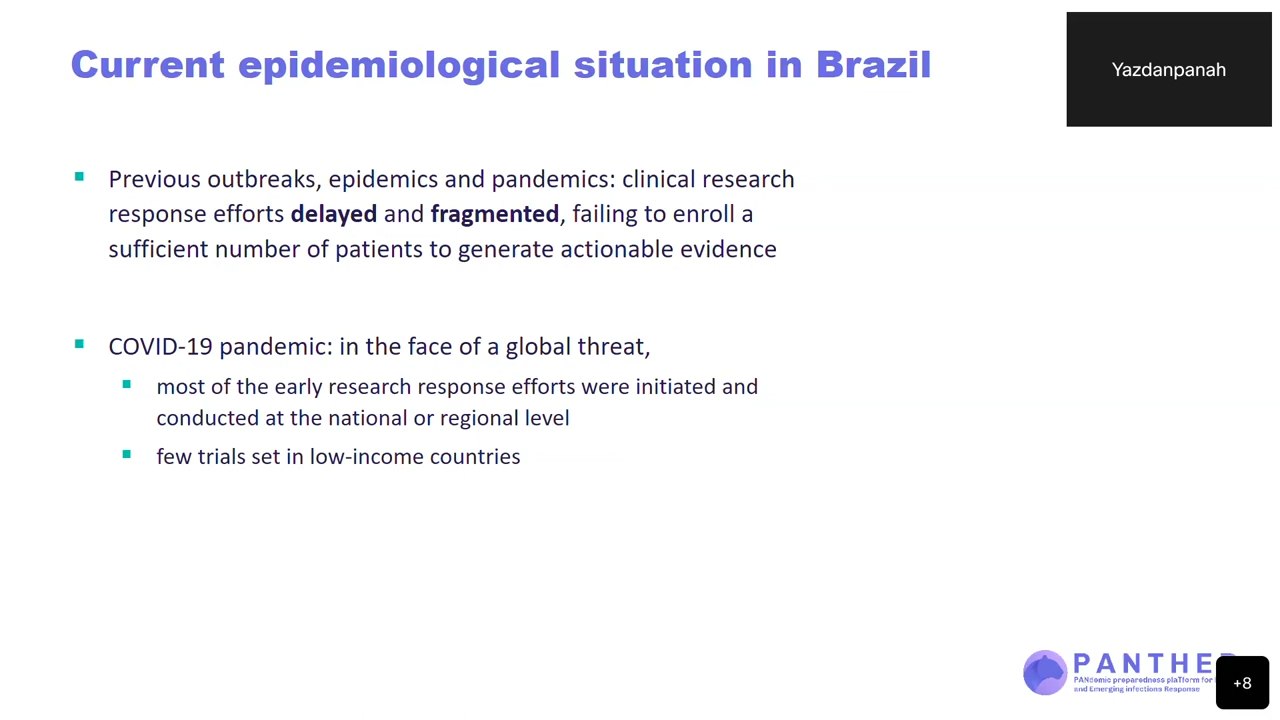 Current epidemiological situation in Brazil
Yazdanpanah
Previous outbreaks, epidemics and pandemics: clinical research
response efforts delayed and fragmented, failing to enroll a
sufficient number of patients to generate actionable evidence
COVID-19 pandemic: in the face of a global threat,
most of the early research response efforts were initiated and
conducted at the national or regional level
few trials set in low-income countries
PANTHE
PANdemic preparedness plaTform for
and Emerging infections Response
+8